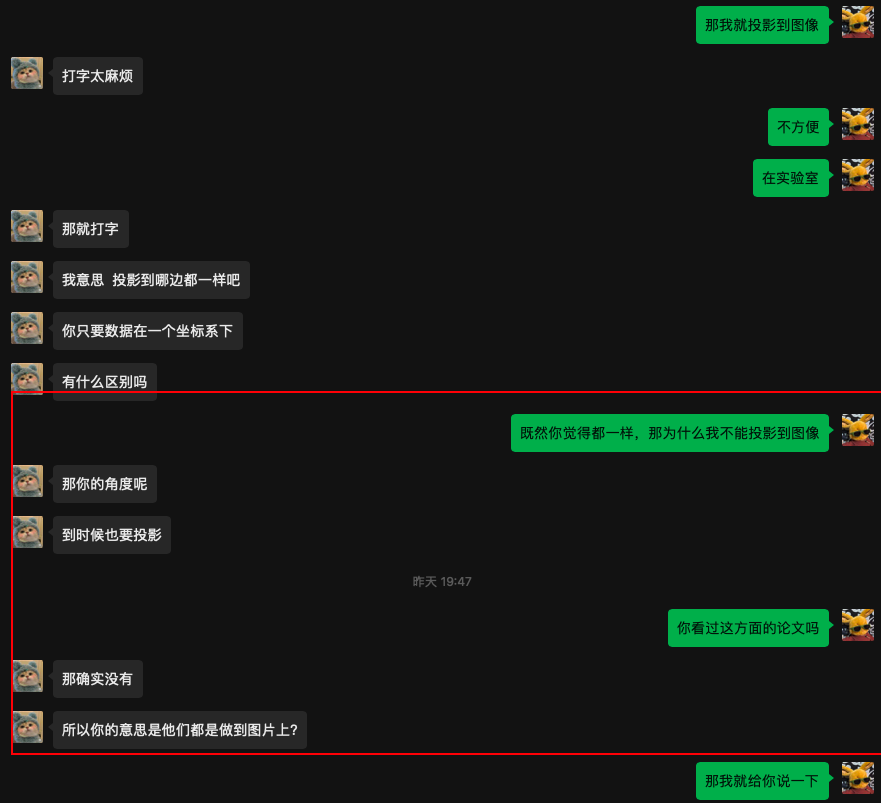 那我就投影到图像
打字太麻烦
不方便
在实验室
那就打字
我意思 投影到哪边都一样吧
你只要数据在一个坐标系下
有什么区别吗
既然你觉得都一样，那为什么我不能投影到图像
那你的角度呢
到时候也要投影
昨天 19:47
你看过这方面的论文吗
那确实没有
所以你的意思是他们都是做到图片上?
那我就给你说一下